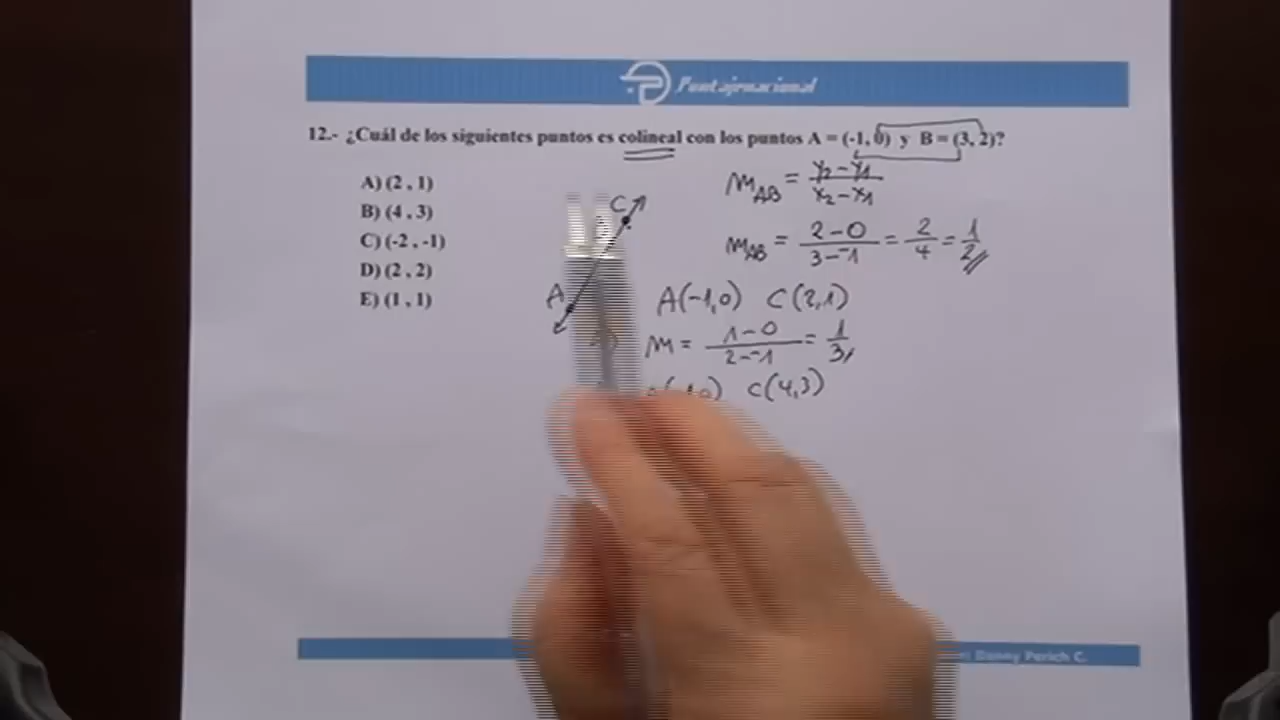 Puntajenacional
12.- ¿Cuál de los siguientes puntos es colineal con los puntos A = (-1, 0) y B = (3, 2)?
A) (2 , 1)
B) (4 , 3)
C) (-2 , -1)
D) (2 , 2)
E) (1 , 1)
C
A
m_AB = (y₂-y₁)/(x₂-x₁)
m_AB = (2-0)/(3--1) = 2/4 = 1/2
A(-1,0) C(2,1)
m = (1-0)/(2--1) = 1/3
C(4,3)
Danny Perich C.